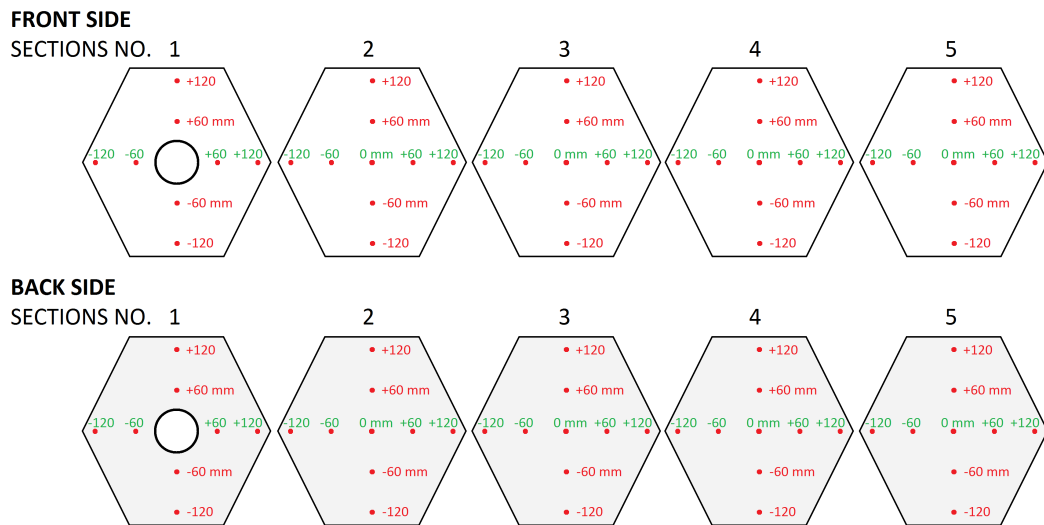 FRONT SIDE
SECTIONS NO. 1 2 3 4 5
+120 +120 +120 +120 +120
+60 mm +60 mm +60 mm +60 mm +60 mm
-120 -60 +60 +120 -120 -60 0 mm +60 +120 -120 -60 0 mm +60 +120 -120 -60 0 mm +60 +120 -120 -60 0 mm +60 +120
-60 mm -60 mm -60 mm -60 mm -60 mm
-120 -120 -120 -120 -120
BACK SIDE
SECTIONS NO. 1 2 3 4 5
+120 +120 +120 +120 +120
+60 mm +60 mm +60 mm +60 mm +60 mm
-120 -60 +60 +120 -120 -60 0 mm +60 +120 -120 -60 0 mm +60 +120 -120 -60 0 mm +60 +120 -120 -60 0 mm +60 +120
-60 mm -60 mm -60 mm -60 mm -60 mm
-120 -120 -120 -120 -120